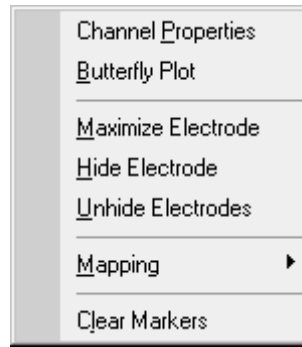 Channel Properties
Butterfly Plot
Maximize Electrode
Hide Electrode
Unhide Electrodes
Mapping
Clear Markers